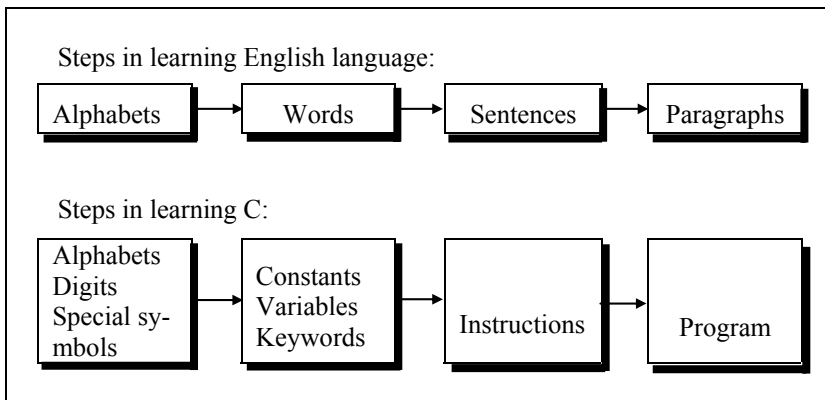 Steps in learning English language:
Alphabets
Words
Sentences
Paragraphs
Steps in learning C:
Alphabets
Digits
Special sy-
mbols
Constants
Variables
Keywords
Instructions
Program